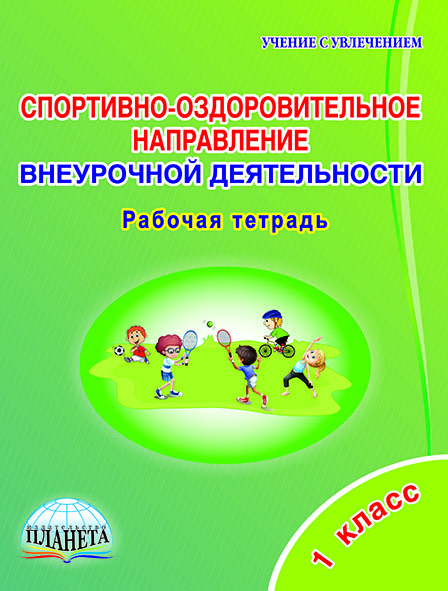 УЧЕНИЕ С УВЛЕЧЕНИЕМ
СПОРТИВНО-ОЗДОРОВИТЕЛЬНОЕ
НАПРАВЛЕНИЕ
ВНЕУРОЧНОЙ ДЕЯТЕЛЬНОСТИ
Рабочая тетрадь
издательство
ПЛАНЕТА
1 класс